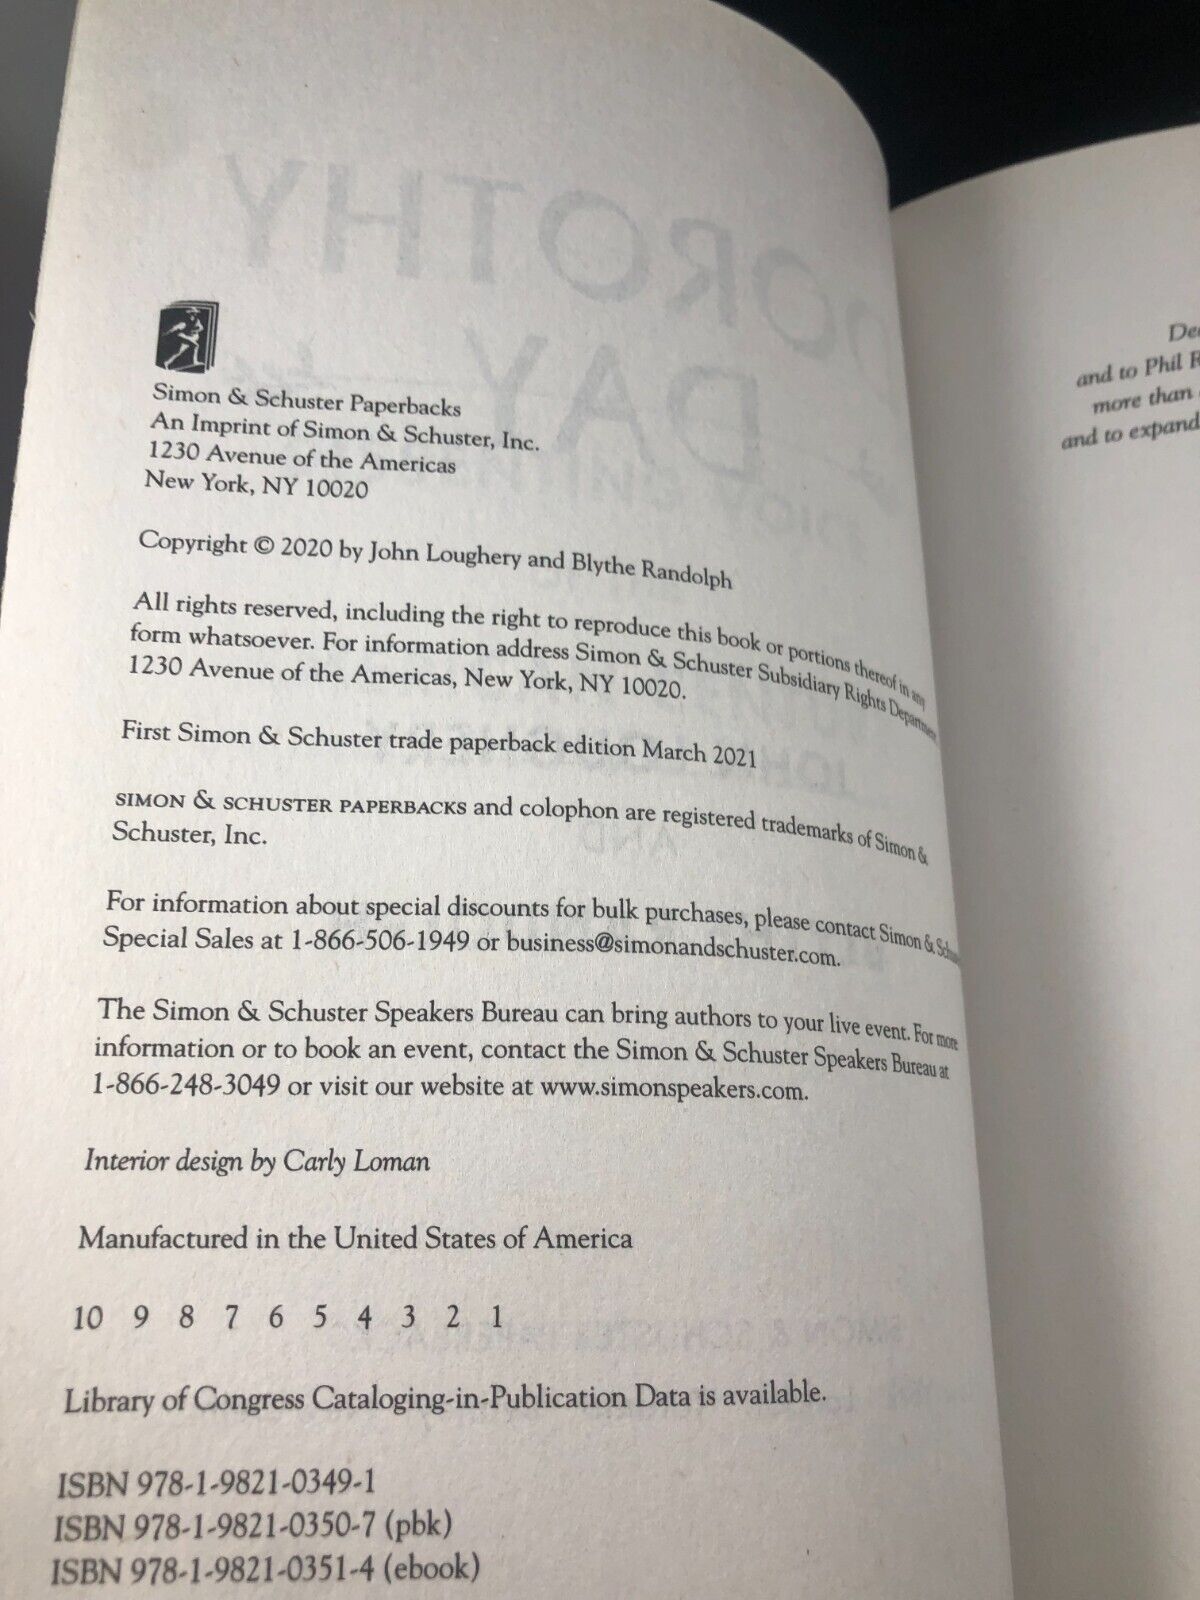 Simon & Schuster Paperbacks
An Imprint of Simon & Schuster, Inc.
1230 Avenue of the Americas
New York, NY 10020
Copyright © 2020 by John Loughery and Blythe Randolph
All rights reserved, including the right to reproduce this book or portions thereof in any
form whatsoever. For information address Simon & Schuster Subsidiary Rights Department
1230 Avenue of the Americas, New York, NY 10020.
First Simon & Schuster trade paperback edition March 2021
SIMON & SCHUSTER PAPERBACKS and colophon are registered trademarks of Simon &
Schuster, Inc.
For information about special discounts for bulk purchases, please contact Simon &
Special Sales at 1-866-506-1949 or business@simonandschuster.com.
The Simon & Schuster Speakers Bureau can bring authors to your live event. For more
information or to book an event, contact the Simon & Schuster Speakers Bureau at
1-866-248-3049 or visit our website at www.simonspeakers.com.
Interior design by Carly Loman
Manufactured in the United States of America
10 9 8 7 6 5 4 3 2 1
Library of Congress Cataloging-in-Publication Data is available.
ISBN 978-1-9821-0349-1
ISBN 978-1-9821-0350-7 (pbk)
ISBN 978-1-9821-0351-4 (ebook)
and to Phil
more than
and to expand